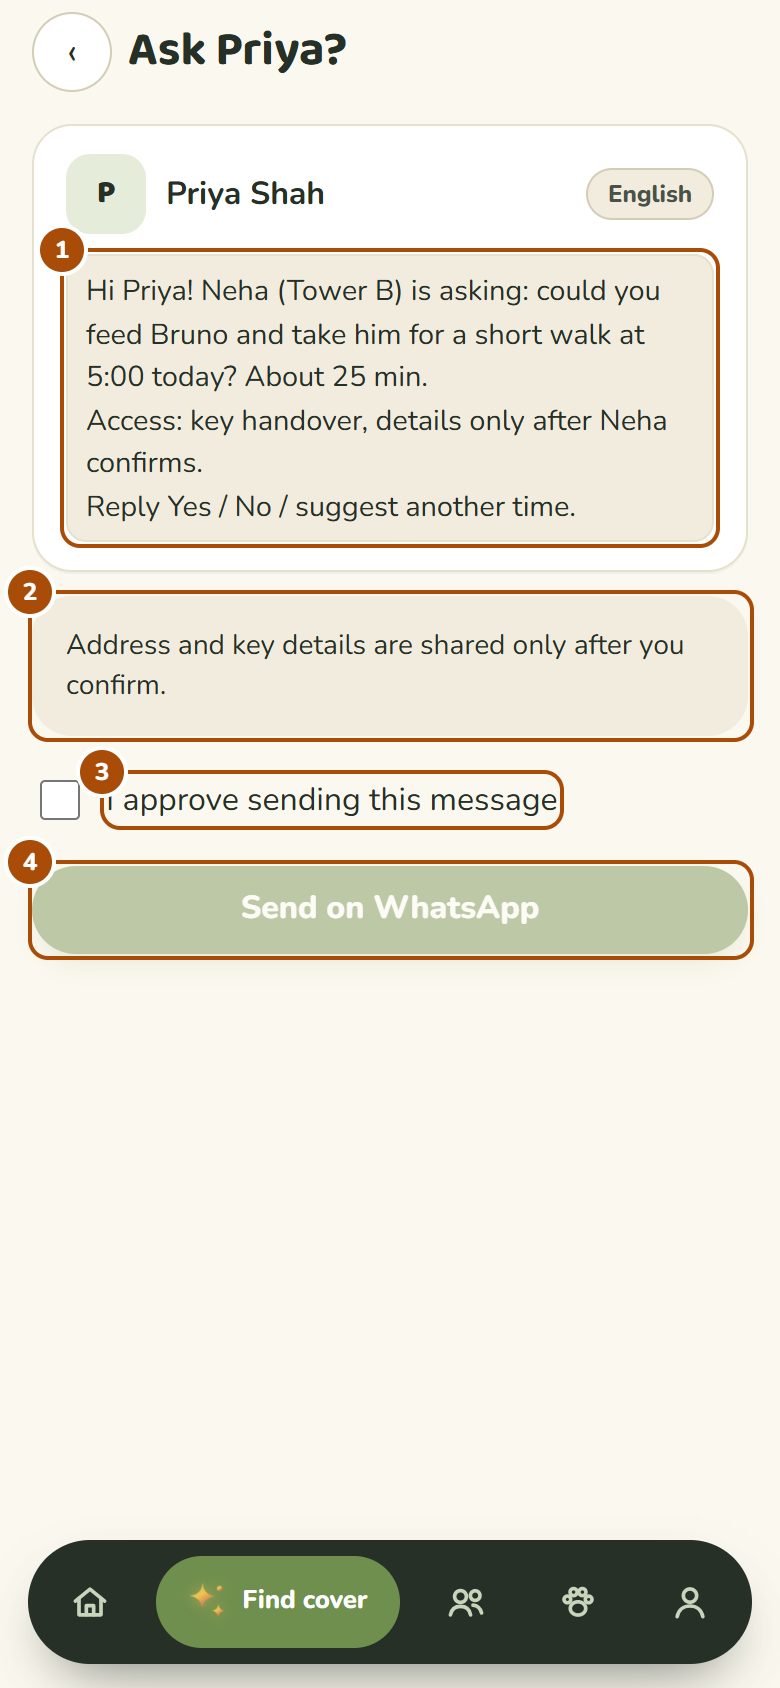 ‹
Ask Priya?
P
Priya Shah
English
1
Hi Priya! Neha (Tower B) is asking: could you
feed Bruno and take him for a short walk at
5:00 today? About 25 min.
Access: key handover, details only after Neha
confirms.
Reply Yes / No / suggest another time.
2
Address and key details are shared only after you
confirm.
3
I approve sending this message
4
Send on WhatsApp
Find cover